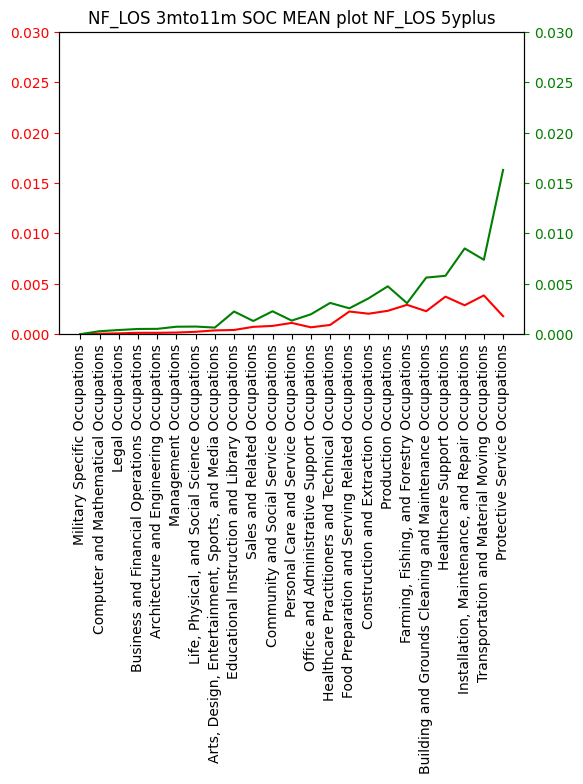 NF_LOS 3mto11m SOC MEAN plot NF_LOS 5yplus
0.030
0.025
0.020
0.015
0.010
0.005
0.000
0.030
0.025
0.020
0.015
0.010
0.005
0.000
Military Specific Occupations
Computer and Mathematical Occupations
Legal Occupations
Business and Financial Operations Occupations
Architecture and Engineering Occupations
Management Occupations
Life, Physical, and Social Science Occupations
Arts, Design, Entertainment, Sports, and Media Occupations
Educational Instruction and Library Occupations
Sales and Related Occupations
Community and Social Service Occupations
Personal Care and Service Occupations
Office and Administrative Support Occupations
Healthcare Practitioners and Technical Occupations
Food Preparation and Serving Related Occupations
Construction and Extraction Occupations
Production Occupations
Farming, Fishing, and Forestry Occupations
Building and Grounds Cleaning and Maintenance Occupations
Healthcare Support Occupations
Installation, Maintenance, and Repair Occupations
Transportation and Material Moving Occupations
Protective Service Occupations